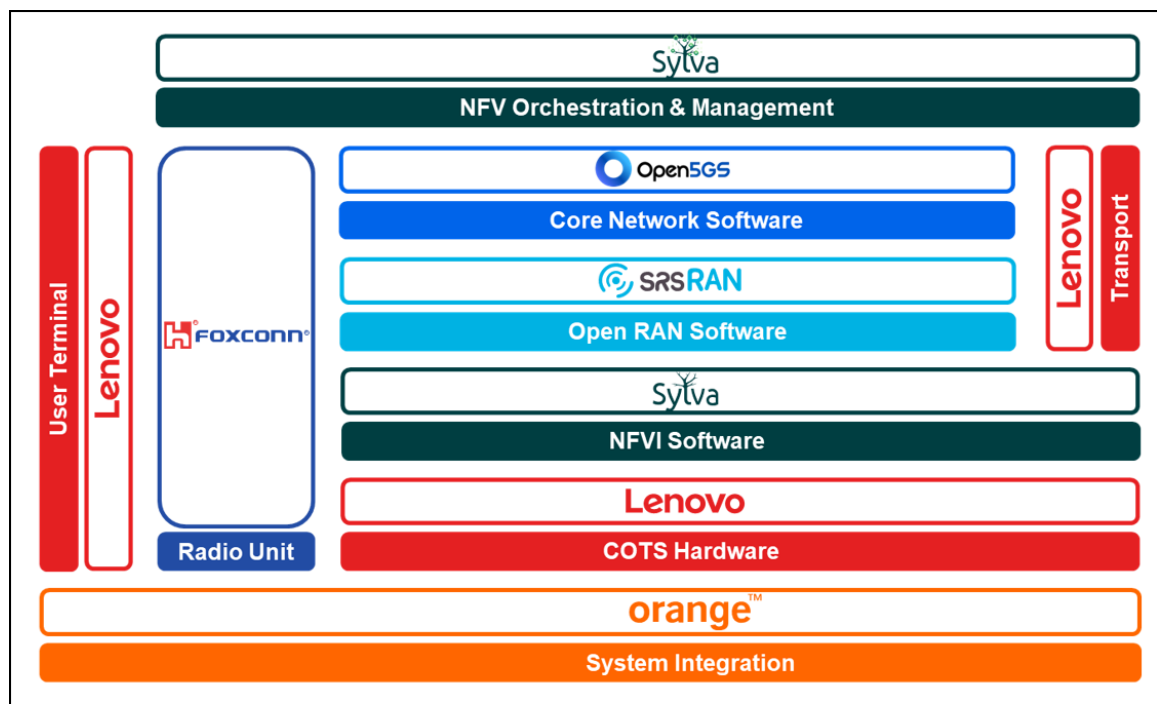 Sylva
NFV Orchestration & Management
User Terminal
Lenovo
FOXCONN®
Radio Unit
Open5GS
Core Network Software
SRSRAN
Open RAN Software
Lenovo
Transport
Sylva
NFVI Software
Lenovo
COTS Hardware
orange™
System Integration